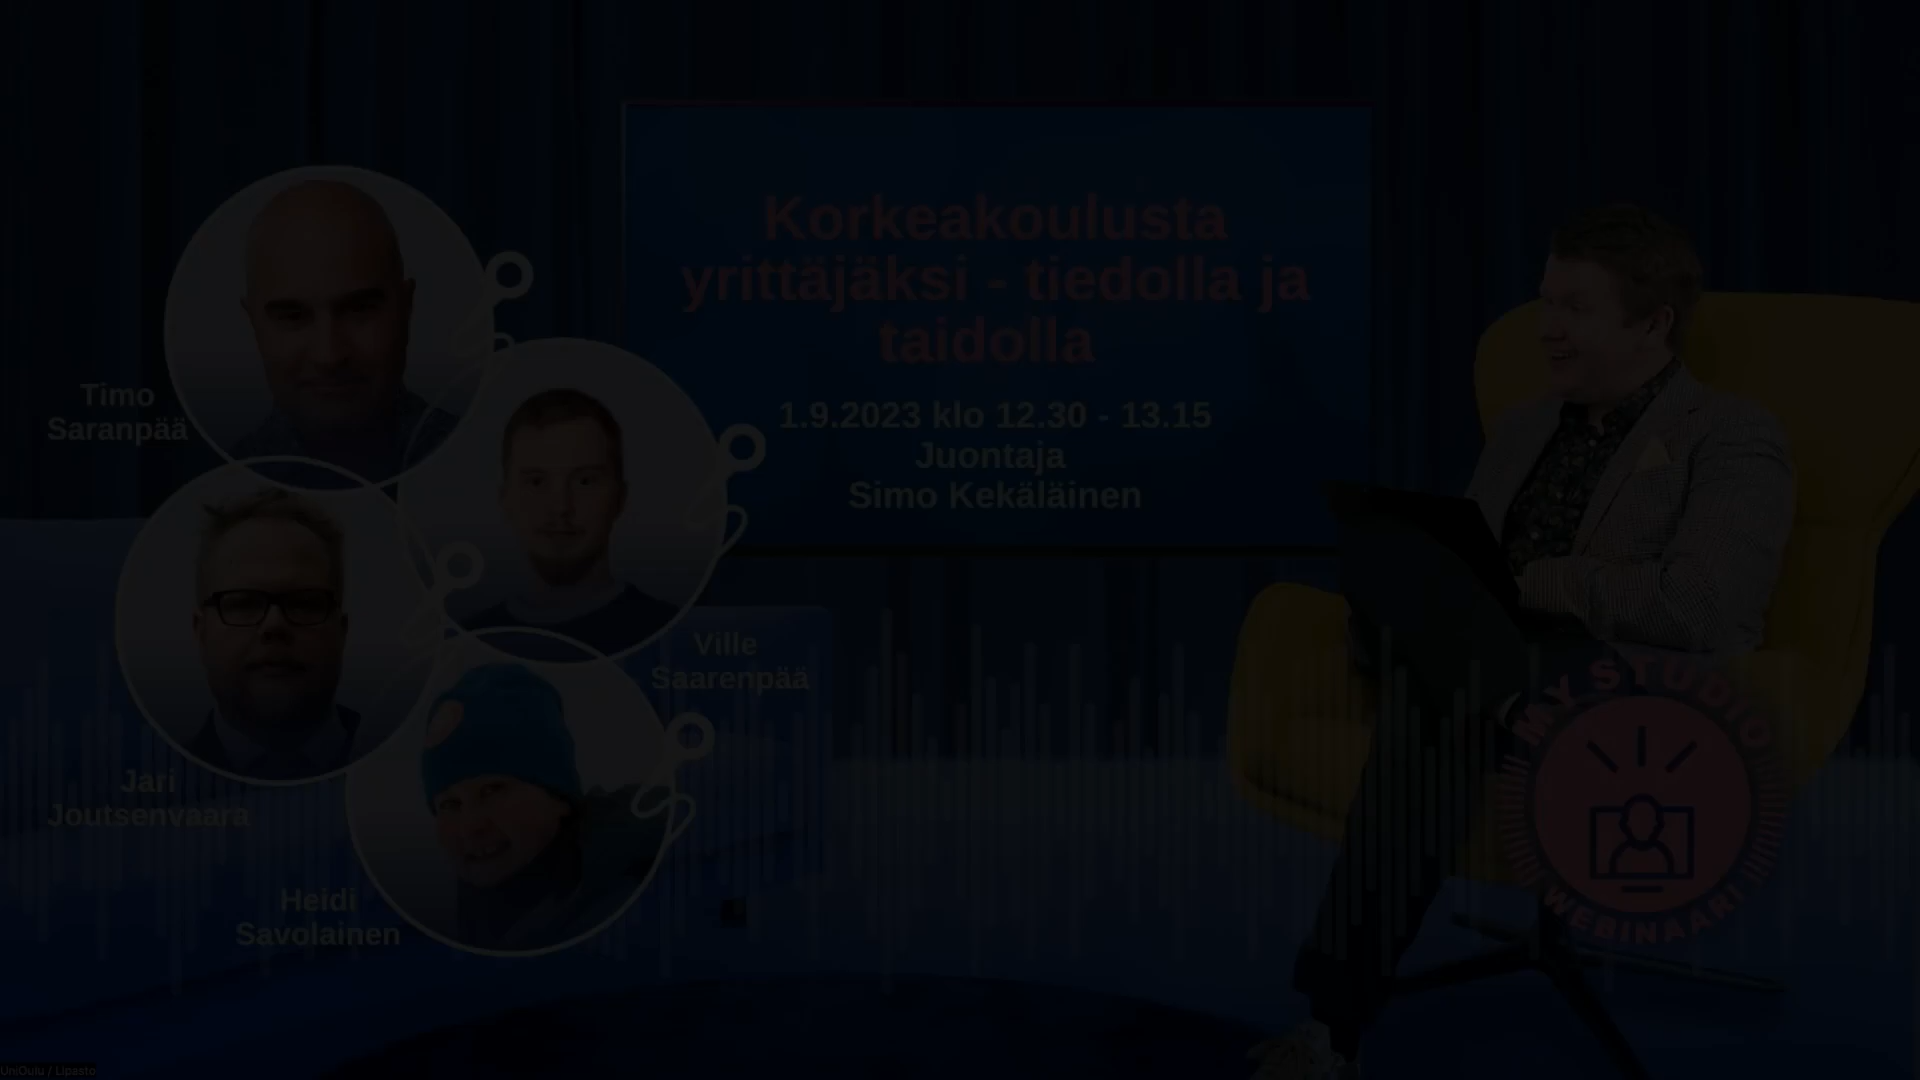 Korkeakoulusta
yrittäjäksi - tiedolla ja
taidolla
1.9.2023 klo 12.30 - 13.15
Juontaja
Simo Kekäläinen
Timo
Saranpää
Ville
Saarenpää
Jari
Joutsenvaara
Heidi
Savolainen
MY STUDIO
WEBINAARI
UniOulu / Lipasto